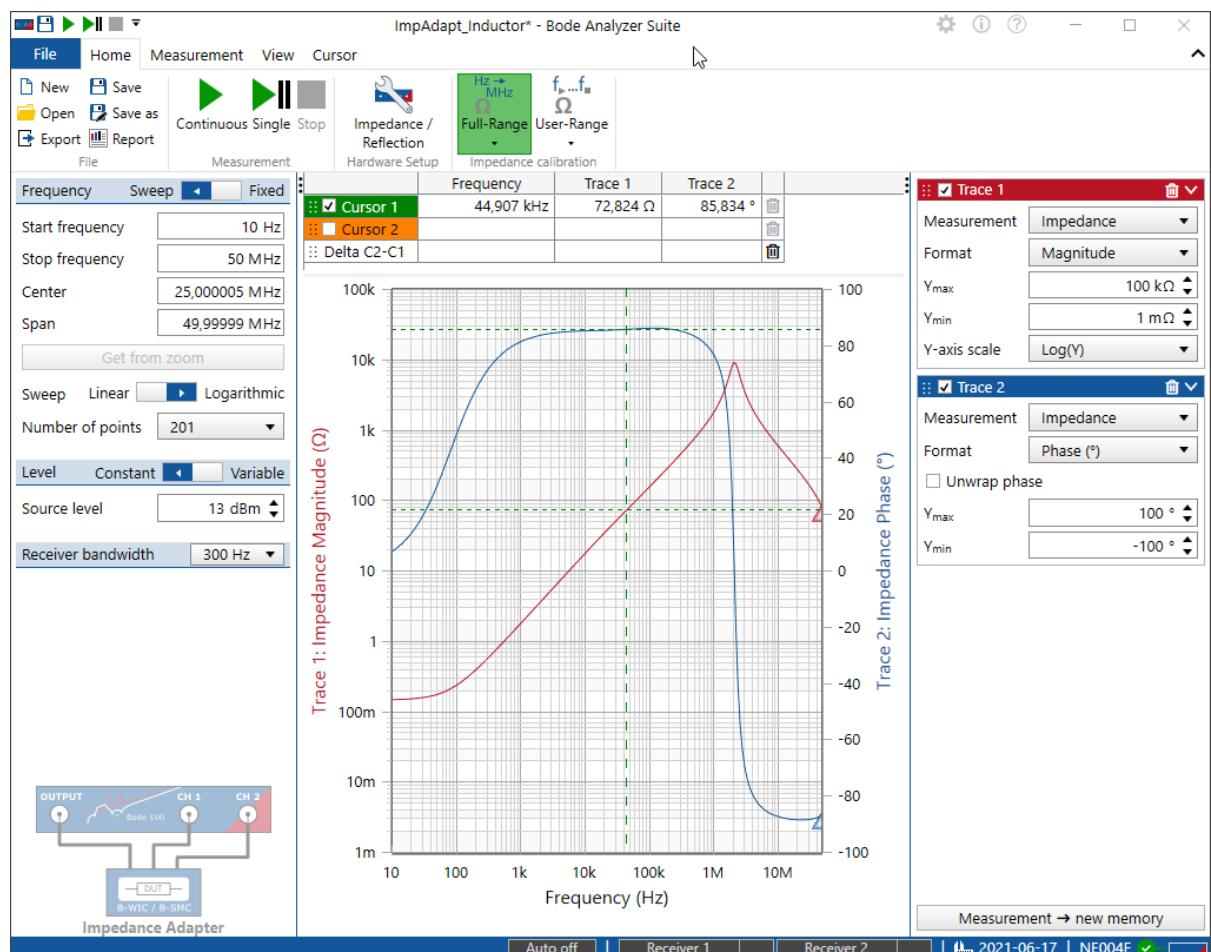 ImpAdapt_Inductor* - Bode Analyzer Suite
File Home Measurement View Cursor
New Save
Open Save as
Export Report
File
Continuous Single Stop
Measurement
Impedance /
Reflection
Hardware Setup
Hz → MHz
Ω
Full-Range
f▶...f■
Ω
User-Range
Impedance calibration
Frequency Sweep Fixed
Start frequency 10 Hz
Stop frequency 50 MHz
Center 25,000005 MHz
Span 49,99999 MHz
Get from zoom
Sweep Linear Logarithmic
Number of points 201
Level Constant Variable
Source level 13 dBm
Receiver bandwidth 300 Hz
OUTPUT CH 1 CH 2
Bode 100
DUT
B-WIC / B-SMC
Impedance Adapter
Frequency Trace 1 Trace 2
Cursor 1 44,907 kHz 72,824 Ω 85,834 °
Cursor 2
Delta C2-C1
Trace 1: Impedance Magnitude (Ω)
100k
10k
1k
100
10
1
100m
10m
1m
100
80
60
40
20
0
-20
-40
-60
-80
-100
Trace 2: Impedance Phase (°)
10 100 1k 10k 100k 1M 10M
Frequency (Hz)
Trace 1
Measurement Impedance
Format Magnitude
Ymax 100 kΩ
Ymin 1 mΩ
Y-axis scale Log(Y)
Trace 2
Measurement Impedance
Format Phase (°)
Unwrap phase
Ymax 100 °
Ymin -100 °
Measurement → new memory
Auto off Receiver 1 Receiver 2 2021-06-17 NF004F